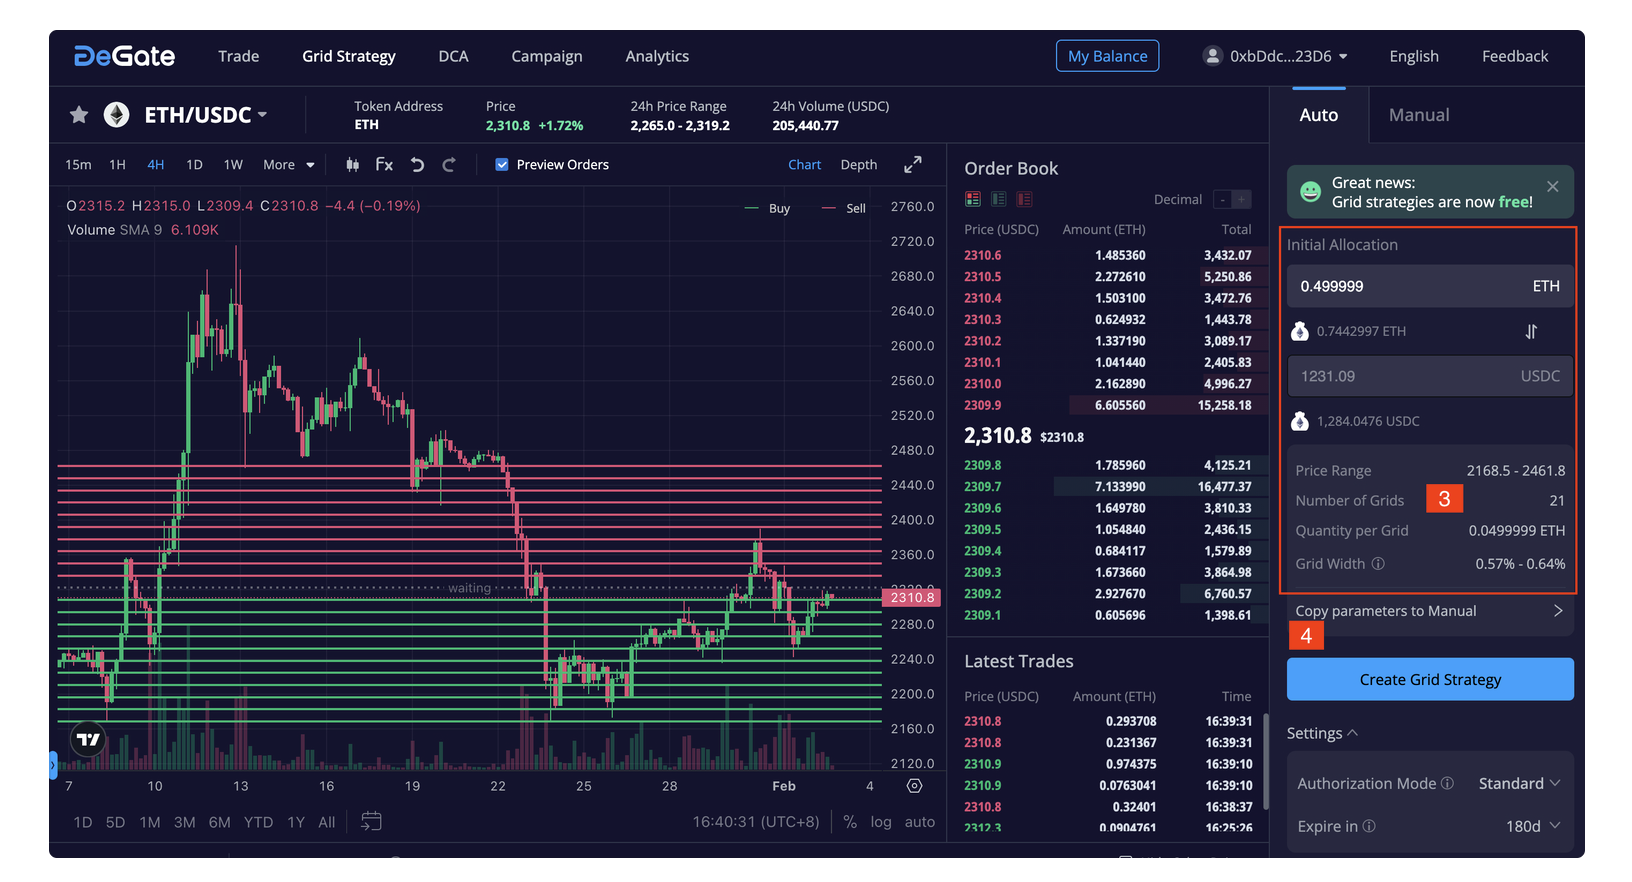 DeGate Trade Grid Strategy DCA Campaign Analytics My Balance 0xbDdc...23D6 English Feedback
ETH/USDC
Token Address Price 24h Price Range 24h Volume (USDC)
ETH 2,310.8 +1.72% 2,265.0 - 2,319.2 205,440.77
15m 1H 4H 1D 1W More Fx Preview Orders Chart Depth
O2315.2 H2315.0 L2309.4 C2310.8 −4.4 (−0.19%)
Volume SMA 9 6.109K
Buy Sell
2760.0
2720.0
2680.0
2640.0
2600.0
2560.0
2520.0
2480.0
2440.0
2400.0
2360.0
2320.0
waiting
2310.8
2280.0
2240.0
2200.0
2160.0
2120.0
7 10 13 16 19 22 25 28 Feb 4
1D 5D 1M 3M 6M YTD 1Y All 16:40:31 (UTC+8) % log auto
Order Book
Decimal - +
Price (USDC) Amount (ETH) Total
2310.6 1.485360 3,432.07
2310.5 2.272610 5,250.86
2310.4 1.503100 3,472.76
2310.3 0.624932 1,443.78
2310.2 1.337190 3,089.17
2310.1 1.041440 2,405.83
2310.0 2.162890 4,996.27
2309.9 6.605560 15,258.18
2,310.8 $2310.8
2309.8 1.785960 4,125.21
2309.7 7.133990 16,477.37
2309.6 1.649780 3,810.33
2309.5 1.054840 2,436.15
2309.4 0.684117 1,579.89
2309.3 1.673660 3,864.98
2309.2 2.927670 6,760.57
2309.1 0.605696 1,398.61
Latest Trades
Price (USDC) Amount (ETH) Time
2310.8 0.293708 16:39:31
2310.8 0.231367 16:39:31
2310.9 0.974375 16:39:10
2310.9 0.0763041 16:39:10
2310.8 0.32401 16:38:37
2312.3 0.0904761 16:25:26
Auto Manual
Great news:
Grid strategies are now free!
Initial Allocation
0.499999 ETH
0.7442997 ETH
1231.09 USDC
1,284.0476 USDC
Price Range 2168.5 - 2461.8
Number of Grids 3 21
Quantity per Grid 0.0499999 ETH
Grid Width 0.57% - 0.64%
Copy parameters to Manual
4
Create Grid Strategy
Settings
Authorization Mode Standard
Expire in 180d